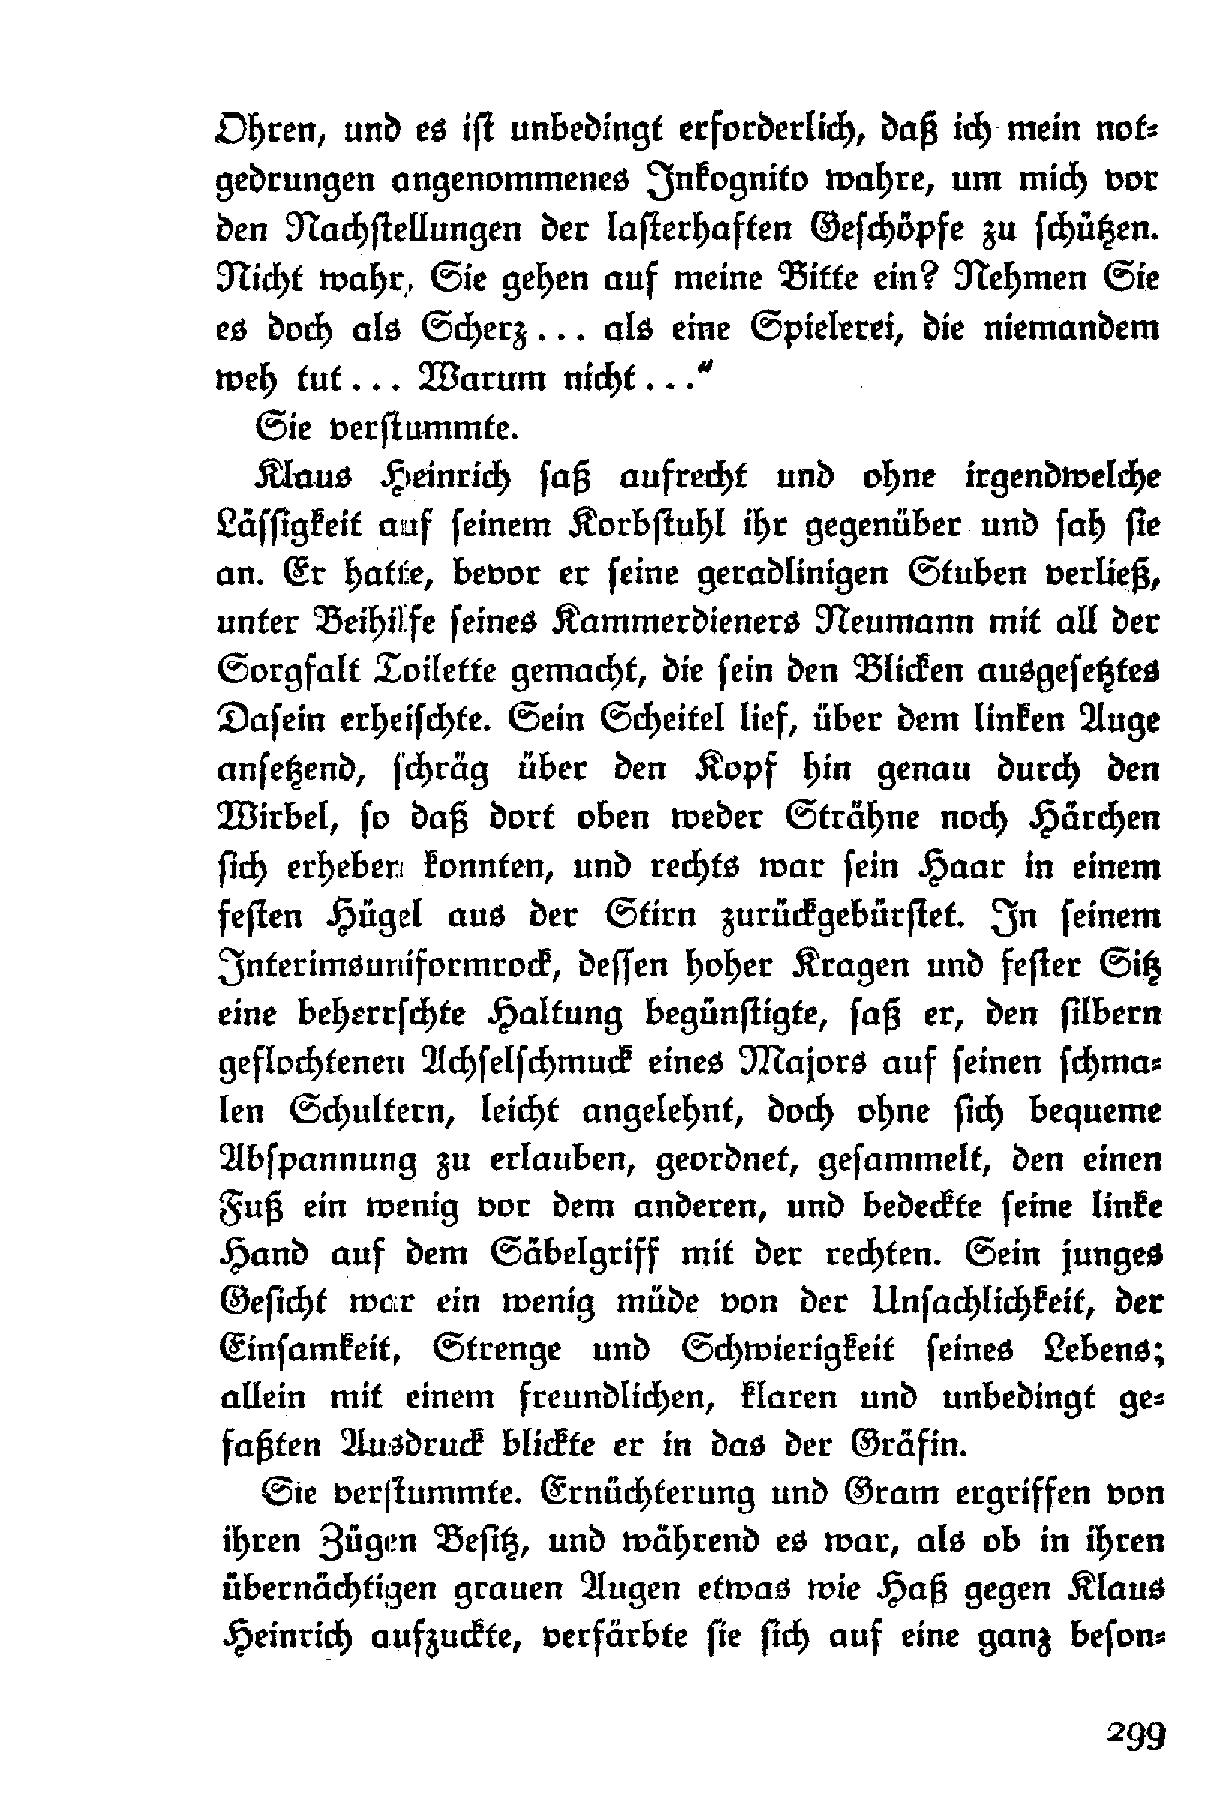 Ohren, und es ist unbedingt erforderlich, daß ich mein not⸗
gedrungen angenommenes Inkognito wahre, um mich vor
den Nachstellungen der lasterhaften Geschöpfe zu schützen.
Nicht wahr, Sie gehen auf meine Bitte ein? Nehmen Sie
es doch als Scherz... als eine Spielerei, die niemandem
weh tut... Warum nicht..."
Sie verstummte.
Klaus Heinrich saß aufrecht und ohne irgendwelche
Lässigkeit auf seinem Korbstuhl ihr gegenüber und sah sie
an. Er hatte, bevor er seine geradlinigen Stuben verließ,
unter Beihilfe seines Kammerdieners Neumann mit all der
Sorgfalt Toilette gemacht, die sein den Blicken ausgesetztes
Dasein erheischte. Sein Scheitel lief, über dem linken Auge
ansetzend, schräg über den Kopf hin genau durch den
Wirbel, so daß dort oben weder Strähne noch Härchen
sich erheben konnten, und rechts war sein Haar in einem
festen Hügel aus der Stirn zurückgebürstet. In seinem
Interimsuniformrock, dessen hoher Kragen und fester Sitz
eine beherrschte Haltung begünstigte, saß er, den silbern
geflochtenen Achselschmuck eines Majors auf seinen schma⸗
len Schultern, leicht angelehnt, doch ohne sich bequeme
Abspannung zu erlauben, geordnet, gesammelt, den einen
Fuß ein wenig vor dem anderen, und bedeckte seine linke
Hand auf dem Säbelgriff mit der rechten. Sein junges
Gesicht war ein wenig müde von der Unsachlichkeit, der
Einsamkeit, Strenge und Schwierigkeit seines Lebens;
allein mit einem freundlichen, klaren und unbedingt ge⸗
faßten Ausdruck blickte er in das der Gräfin.
Sie verstummte. Ernüchterung und Gram ergriffen von
ihren Zügen Besitz, und während es war, als ob in ihren
übernächtigen grauen Augen etwas wie Haß gegen Klaus
Heinrich aufzuckte, verfärbte sie sich auf eine ganz beson⸗
299